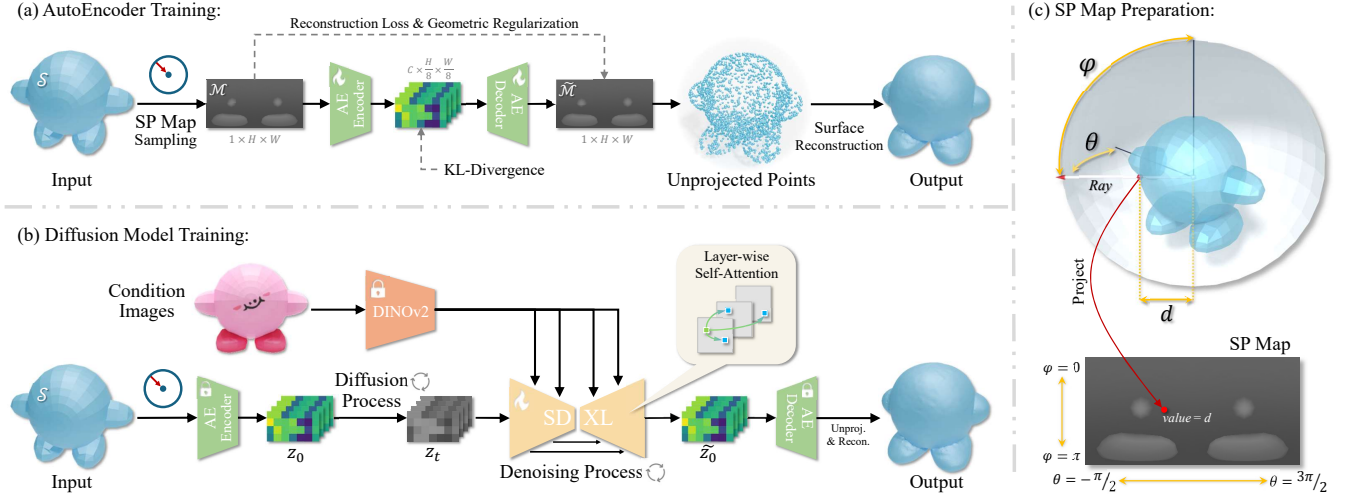 (a) AutoEncoder Training:
Reconstruction Loss & Geometric Regularization
S
SP Map
Sampling
Input
M
1 × H × W
AE
Encoder
C × H/8 × W/8
KL-Divergence
AE
Decoder
M̃
1 × H × W
Unprojected Points
Surface
Reconstruction
Output
(b) Diffusion Model Training:
Condition
Images
DINOv2
Layer-wise
Self-Attention
S
Input
AE
Encoder
z₀
Diffusion
Process
zₜ
SD XL
Denoising Process
z̃₀
AE
Decoder
Unproj.
& Recon.
Output
(c) SP Map Preparation:
φ
θ
Ray
Project
d
SP Map
φ = 0
value = d
φ = π
θ = −π/2
θ = 3π/2